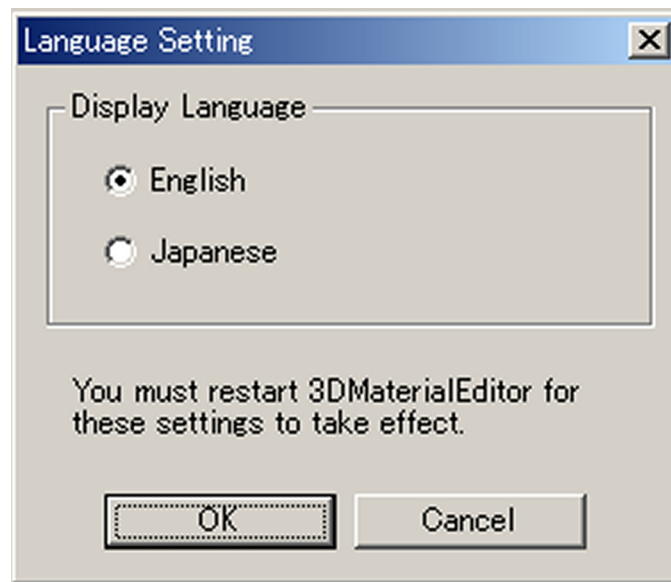 Language Setting
Display Language
English
Japanese
You must restart 3DMaterialEditor for
these settings to take effect.
OK
Cancel